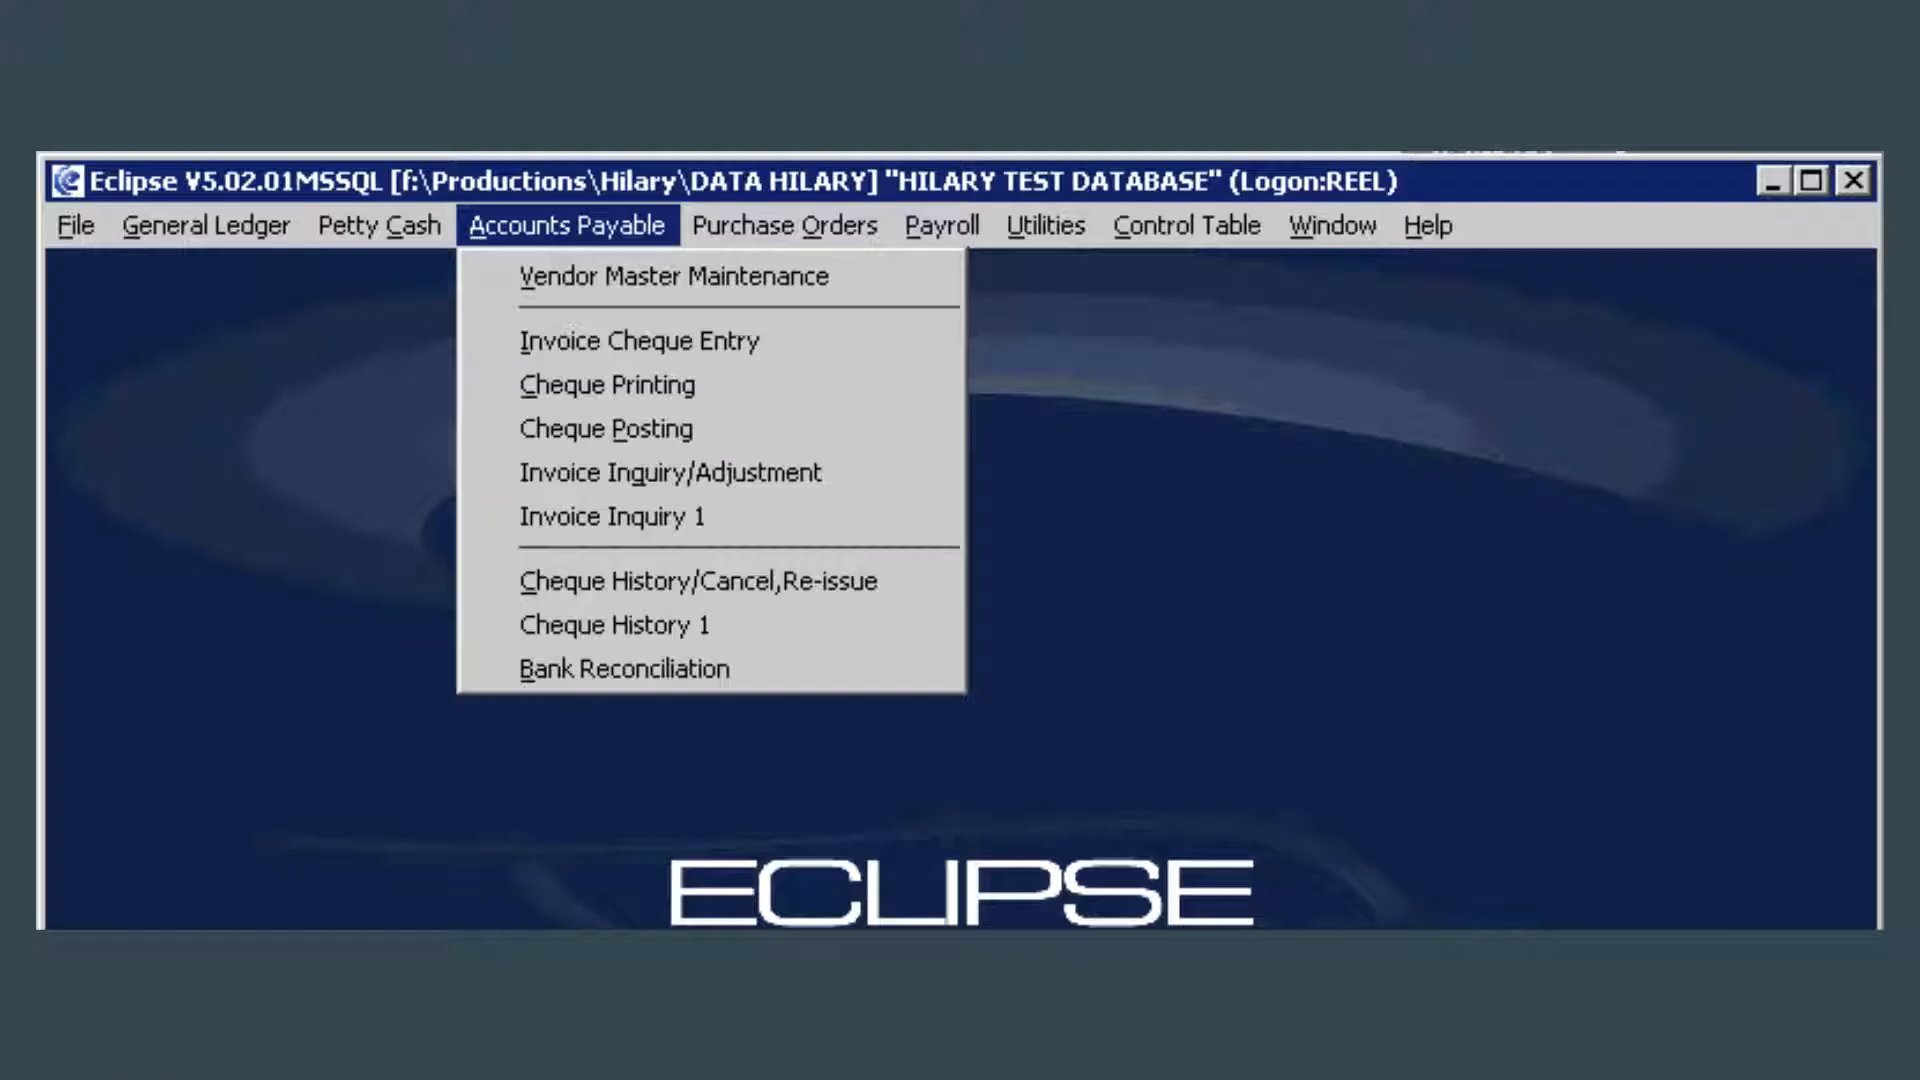 Eclipse V5.02.01MSSQL [f:\Productions\Hilary\DATA HILARY] "HILARY TEST DATABASE" (Logon:REEL)
File General Ledger Petty Cash Accounts Payable Purchase Orders Payroll Utilities Control Table Window Help
Vendor Master Maintenance
Invoice Cheque Entry
Cheque Printing
Cheque Posting
Invoice Inquiry/Adjustment
Invoice Inquiry 1
Cheque History/Cancel,Re-issue
Cheque History 1
Bank Reconciliation
ECLIPSE